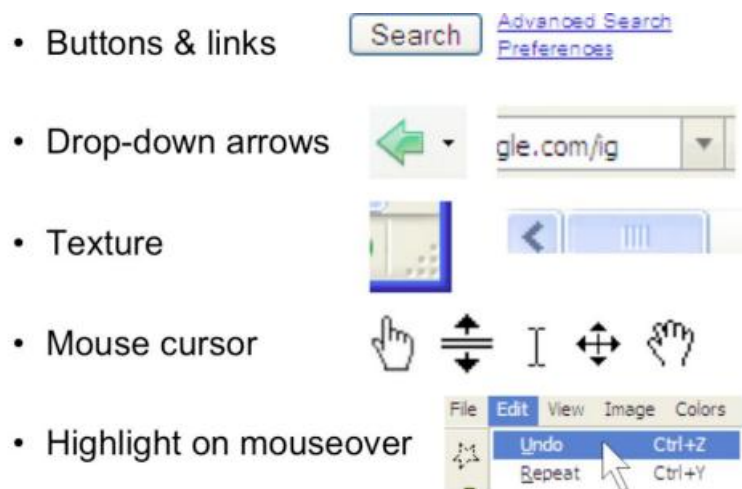 • Buttons & links
Search
Advanced Search
Preferences
• Drop-down arrows
gle.com/ig
• Texture
• Mouse cursor
• Highlight on mouseover
File Edit View Image Colors
Undo Ctrl+Z
Repeat Ctrl+Y